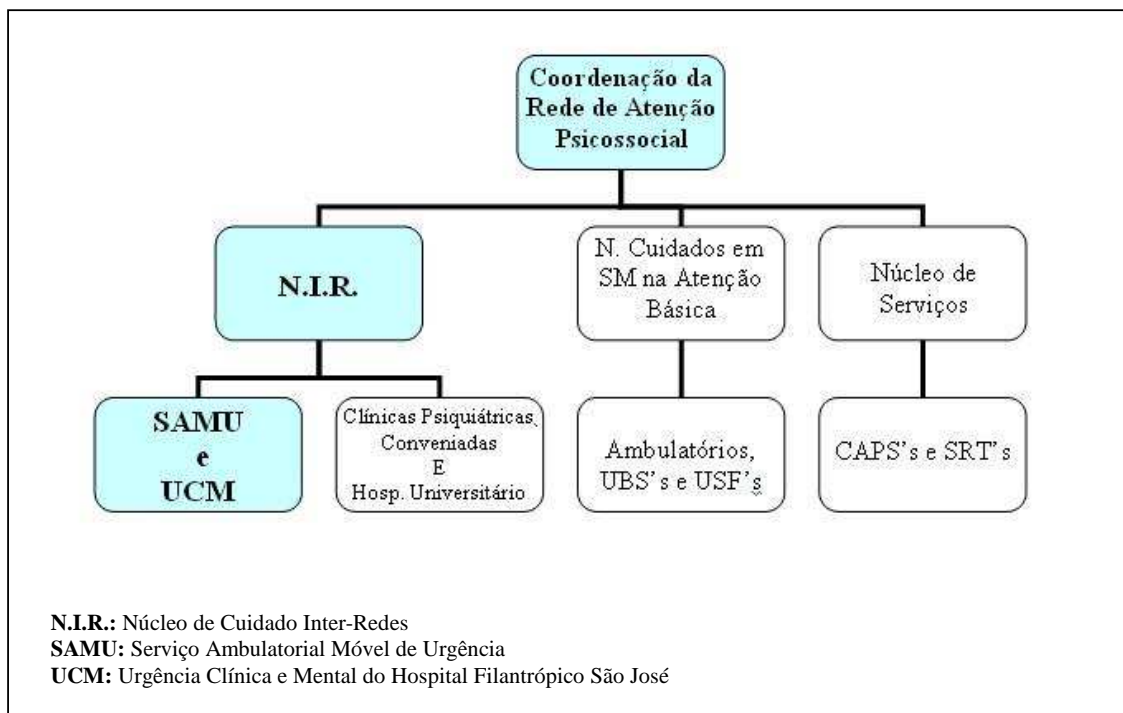 Coordenação da
Rede de Atenção
Psicossocial
N.I.R.
N. Cuidados em
SM na Atenção
Básica
Núcleo de
Serviços
SAMU
e
UCM
Clínicas Psiquiátricas,
Conveniadas
E
Hosp. Universitário
Ambulatórios,
UBS's e USF's
CAPS's e SRT's
N.I.R.: Núcleo de Cuidado Inter-Redes
SAMU: Serviço Ambulatorial Móvel de Urgência
UCM: Urgência Clínica e Mental do Hospital Filantrópico São José